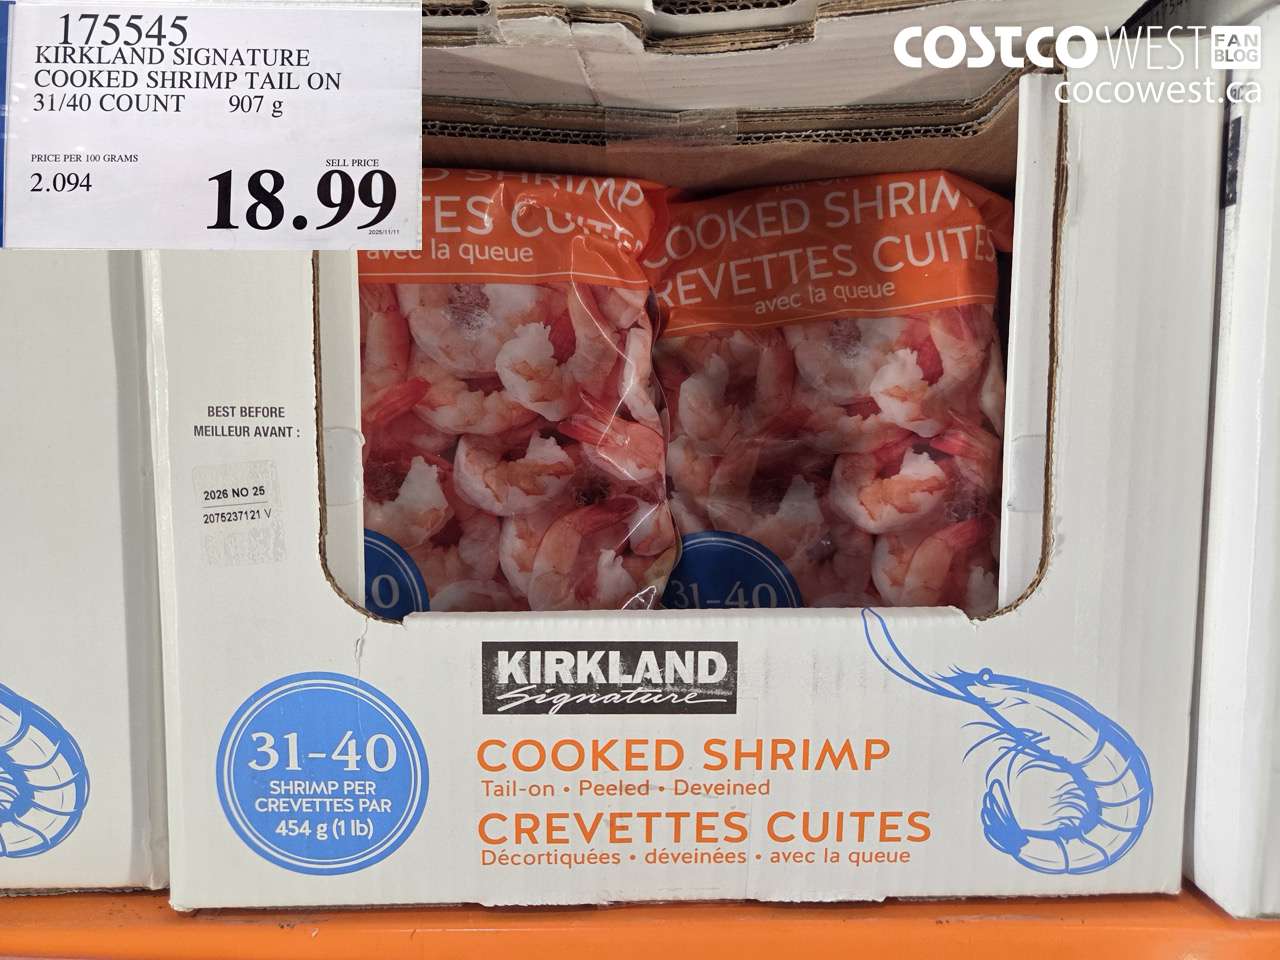 175545
KIRKLAND SIGNATURE
COOKED SHRIMP TAIL ON
31/40 COUNT 907 g
PRICE PER 100 GRAMS
2.094
SELL PRICE
18.99
2025/11/11
COSTCO WEST FAN BLOG
cocowest.ca
SHRIMP
CUITES
avec la queue
COOKED SHRIM
CREVETTES CUITES
avec la queue
BEST BEFORE
MEILLEUR AVANT :
2026 NO 25
2075237121 V
0
31-40
KIRKLAND
Signature
31-40
SHRIMP PER
CREVETTES PAR
454 g (1 lb)
COOKED SHRIMP
Tail-on • Peeled • Deveined
CREVETTES CUITES
Décortiquées • déveinées • avec la queue